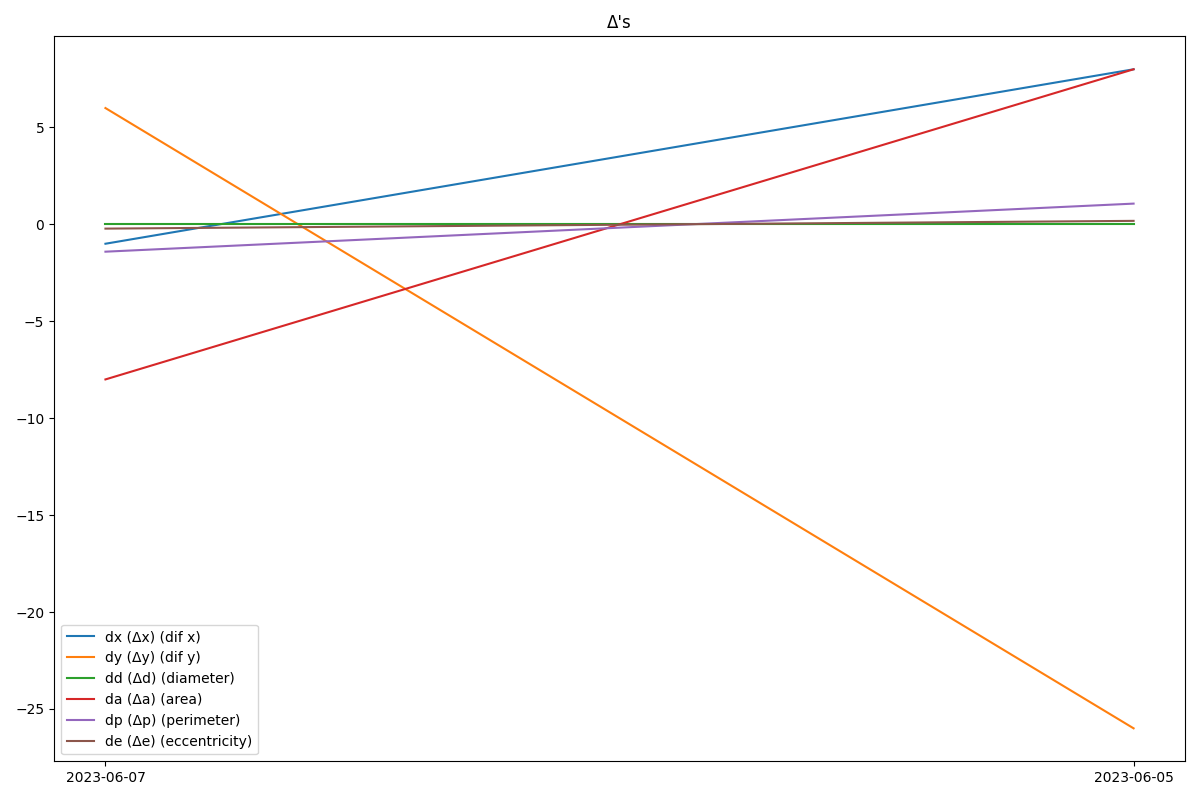 Δ's
5
0
−5
−10
−15
−20
−25
dx (Δx) (dif x)
dy (Δy) (dif y)
dd (Δd) (diameter)
da (Δa) (area)
dp (Δp) (perimeter)
de (Δe) (eccentricity)
2023-06-07 2023-06-05